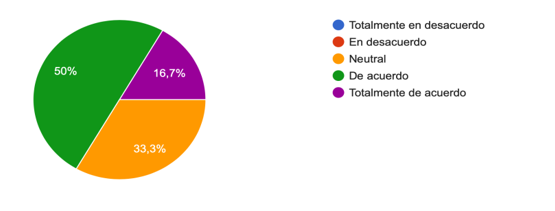 Totalmente en desacuerdo
En desacuerdo
Neutral
De acuerdo
Totalmente de acuerdo
50%
16,7%
33,3%